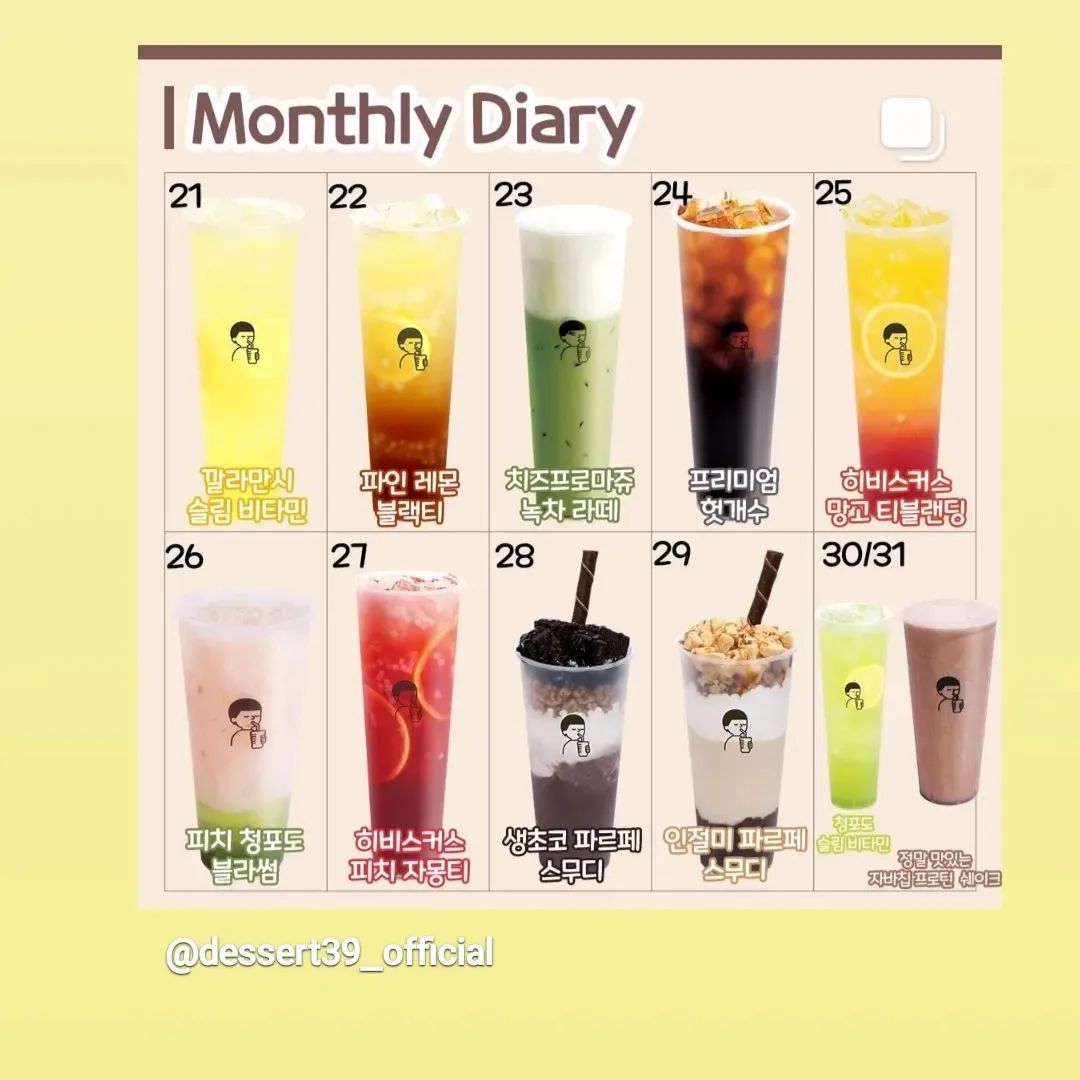 Monthly Diary
21
깔라만시
슬림 비타민
22
파인 레몬
블랙티
23
치즈프로마쥬
녹차 라떼
24
프리미엄
헛개수
25
히비스커스
망고 티블랜딩
26
피치 청포도
블라썸
27
히비스커스
피치 자몽티
28
생초코 파르페
스무디
29
인절미 파르페
스무디
30/31
청포도
슬림 비타민
정말 맛있는
자바칩 프로틴 쉐이크
@dessert39_official